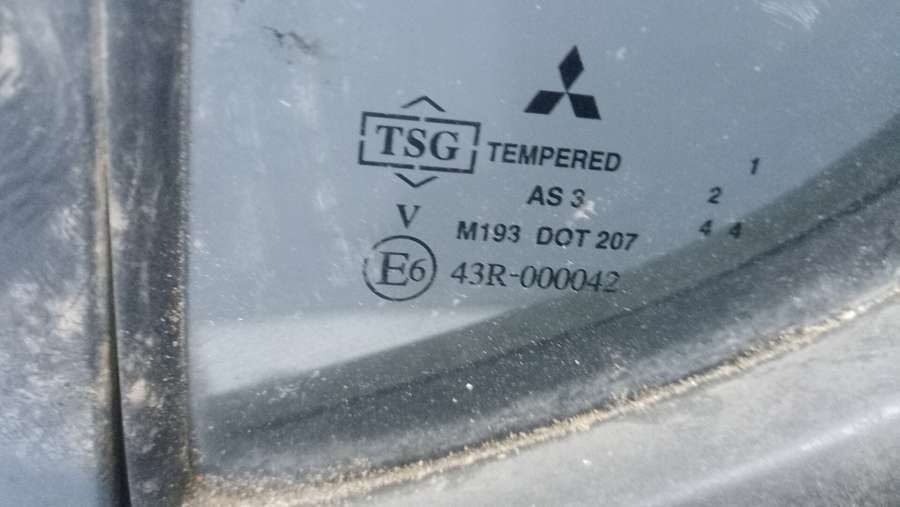 TSG TEMPERED
AS 3
V
M193 DOT 207
E6 43R-000042
1
2
4 4